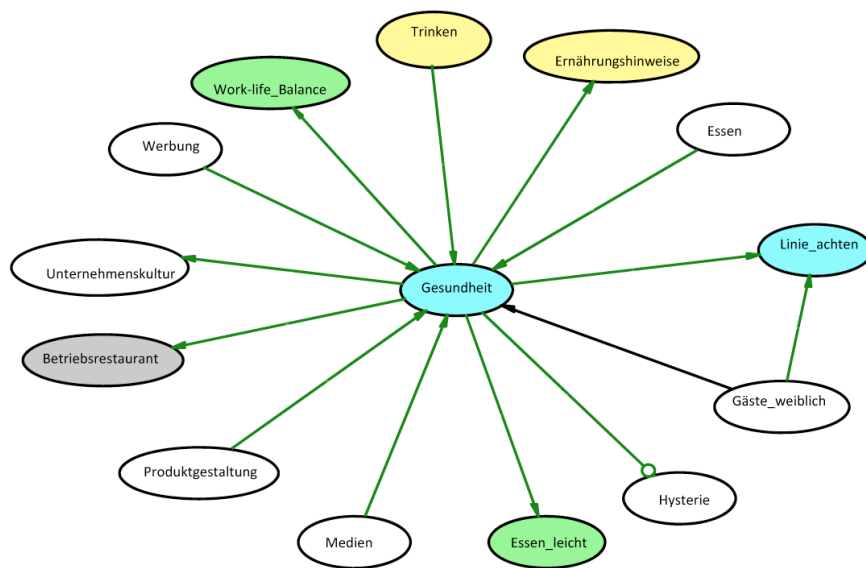 Trinken
Ernährungshinweise
Work-life_Balance
Essen
Werbung
Linie_achten
Unternehmenskultur
Gesundheit
Betriebsrestaurant
Gäste_weiblich
Produktgestaltung
Hysterie
Medien
Essen_leicht